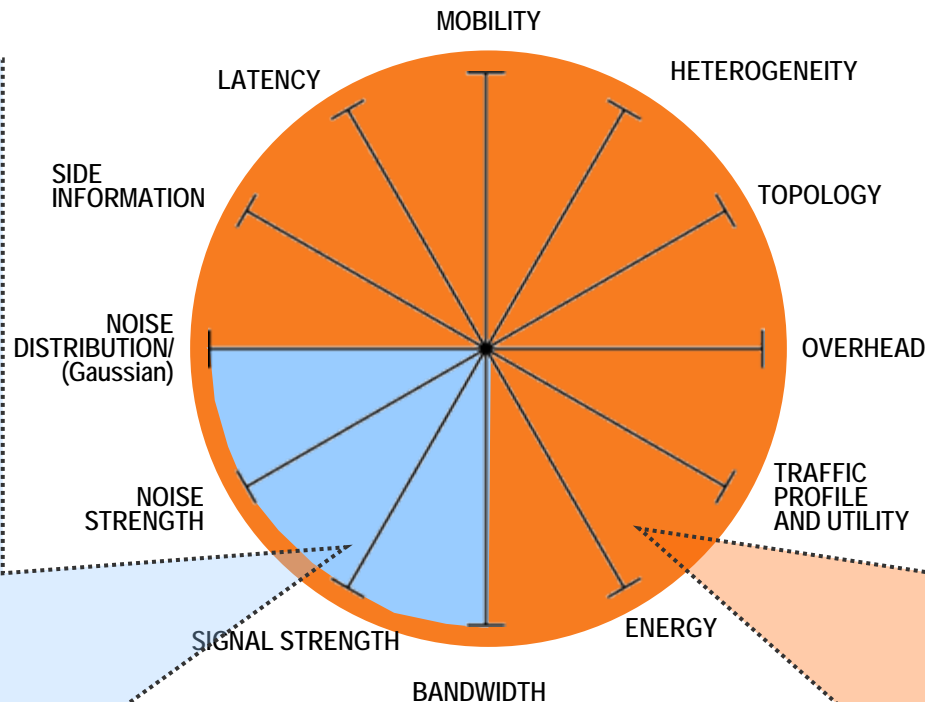 MOBILITY
LATENCY
HETEROGENEITY
SIDE
INFORMATION
TOPOLOGY
NOISE
DISTRIBUTION/
(Gaussian)
OVERHEAD
NOISE
STRENGTH
TRAFFIC
PROFILE
AND UTILITY
SIGNAL STRENGTH
ENERGY
BANDWIDTH